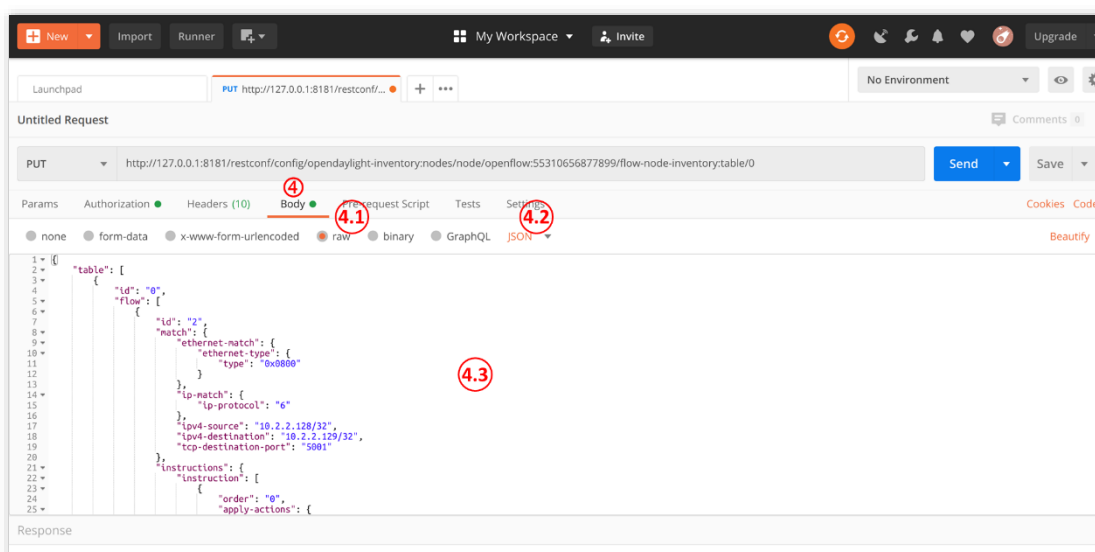 New Import Runner My Workspace Invite Upgrade
Launchpad PUT http://127.0.0.1:8181/restconf/... No Environment
Untitled Request Comments 0
PUT http://127.0.0.1:8181/restconf/config/opendaylight-inventory:nodes/node/openflow:55310656877899/flow-node-inventory:table/0 Send Save
4
Params Authorization Headers (10) Body Pre-request Script Tests Settings Cookies Code
4.1 4.2
none form-data x-www-form-urlencoded raw binary GraphQL JSON Beautify
1 {
2 "table": [
3 {
4 "id": "0",
5 "flow": [
6 {
7 "id": "2",
8 "match": {
9 "ethernet-match": {
10 "ethernet-type": {
11 "type": "0x0800"
12 }
13 },
14 "ip-match": {
15 "ip-protocol": "6"
16 },
17 "ipv4-source": "10.2.2.128/32",
18 "ipv4-destination": "10.2.2.129/32",
19 "tcp-destination-port": "5001"
20 },
21 "instructions": {
22 "instruction": [
23 {
24 "order": "0",
25 "apply-actions": {
4.3
Response